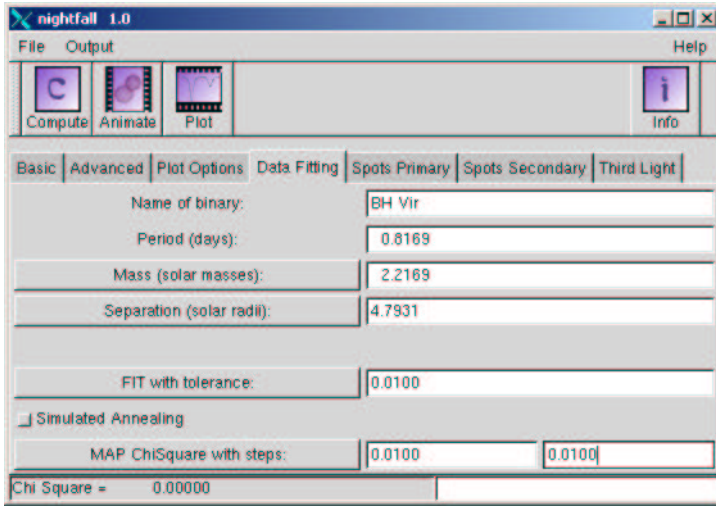 nightfall 1.0
File Output Help
C
Compute Animate Plot
i
Info
Basic Advanced Plot Options Data Fitting Spots Primary Spots Secondary Third Light
Name of binary: BH Vir
Period (days): 0.8169
Mass (solar masses): 2.2169
Separation (solar radii): 4.7931
FIT with tolerance: 0.0100
Simulated Annealing
MAP ChiSquare with steps: 0.0100 0.0100
Chi Square = 0.00000